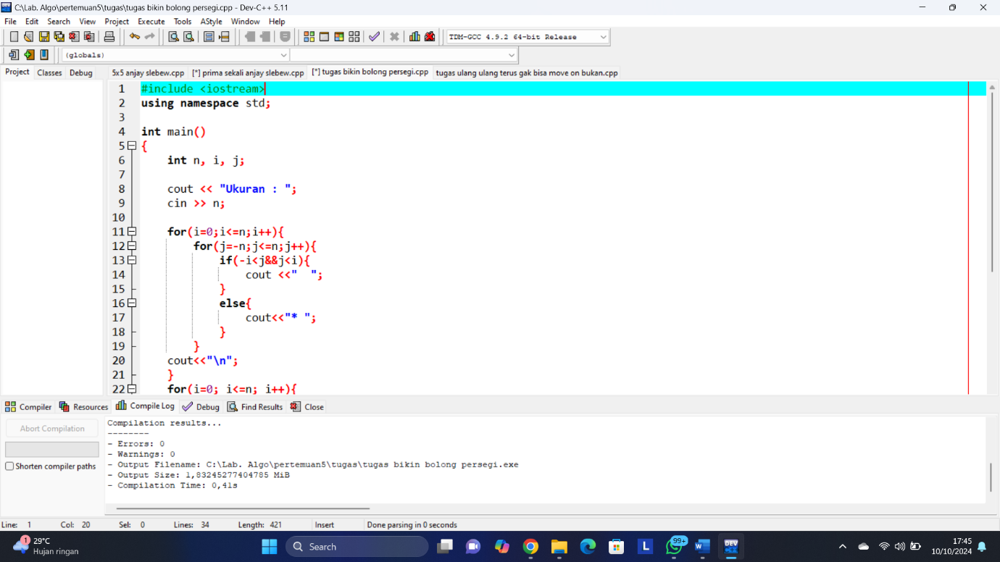 C:\Lab. Algo\pertemuan5\tugas\tugas bikin bolong persegi.cpp - Dev-C++ 5.11
File Edit Search View Project Execute Tools AStyle Window Help
TDM-GCC 4.9.2 64-bit Release
(globals)
Project Classes Debug
5x5 anjay slebew.cpp [*] prima sekali anjay slebew.cpp [*] tugas bikin bolong persegi.cpp tugas ulang ulang terus gak bisa move on bukan.cpp
1 #include <iostream>
2 using namespace std;
3
4 int main()
5 {
6 int n, i, j;
7
8 cout << "Ukuran : ";
9 cin >> n;
10
11 for(i=0;i<=n;i++){
12 for(j=-n;j<=n;j++){
13 if(-i<j&&j<i){
14 cout <<"  ";
15 }
16 else{
17 cout<<"* ";
18 }
19 }
20 cout<<"\n";
21 }
22 for(i=0; i<=n; i++){
Compiler Resources Compile Log Debug Find Results Close
Abort Compilation
Shorten compiler paths
Compilation results...
--------
- Errors: 0
- Warnings: 0
- Output Filename: C:\Lab. Algo\pertemuan5\tugas\tugas bikin bolong persegi.exe
- Output Size: 1,83245277404785 MiB
- Compilation Time: 0,41s
Line: 1 Col: 20 Sel: 0 Lines: 34 Length: 421 Insert Done parsing in 0 seconds
1
29°C
Hujan ringan
Search
L
99+
W
DEV
17:45
10/10/2024